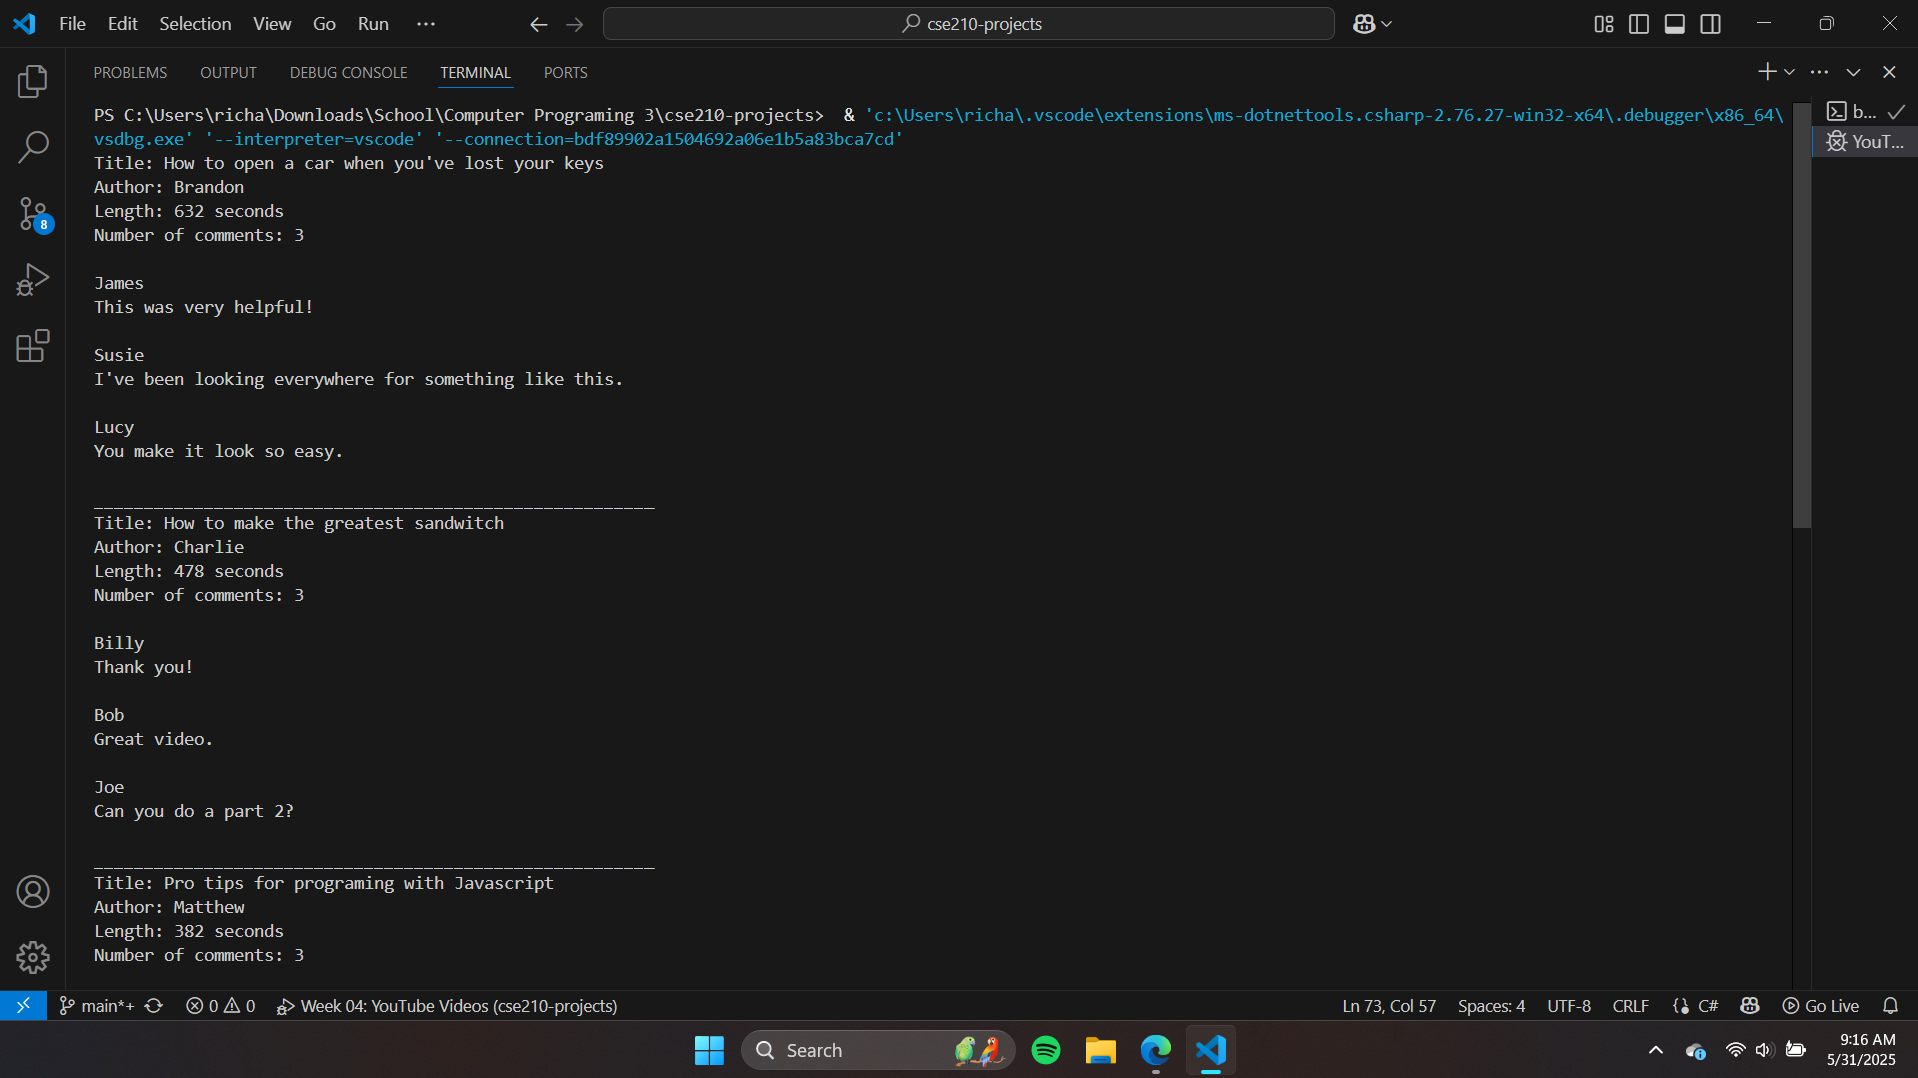 File Edit Selection View Go Run ···
cse210-projects
PROBLEMS OUTPUT DEBUG CONSOLE TERMINAL PORTS
PS C:\Users\richa\Downloads\School\Computer Programing 3\cse210-projects>  & 'c:\Users\richa\.vscode\extensions\ms-dotnettools.csharp-2.76.27-win32-x64\.debugger\x86_64\
vsdbg.exe' '--interpreter=vscode' '--connection=bdf89902a1504692a06e1b5a83bca7cd'
b...
YouT...
Title: How to open a car when you've lost your keys
Author: Brandon
Length: 632 seconds
Number of comments: 3
James
This was very helpful!
Susie
I've been looking everywhere for something like this.
Lucy
You make it look so easy.
________________________________________________________
Title: How to make the greatest sandwitch
Author: Charlie
Length: 478 seconds
Number of comments: 3
Billy
Thank you!
Bob
Great video.
Joe
Can you do a part 2?
________________________________________________________
Title: Pro tips for programing with Javascript
Author: Matthew
Length: 382 seconds
Number of comments: 3
8
main*+ 0 0 Week 04: YouTube Videos (cse210-projects) Ln 73, Col 57 Spaces: 4 UTF-8 CRLF C# Go Live
Search
9:16 AM
5/31/2025